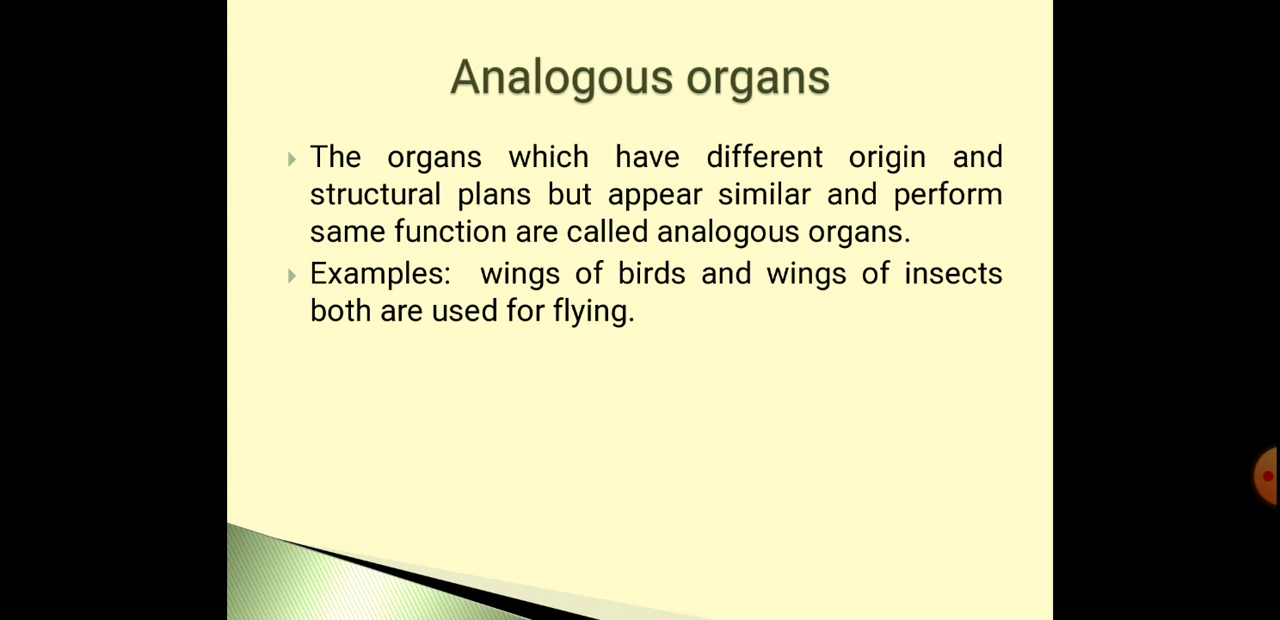 Analogous organs
The organs which have different origin and
structural plans but appear similar and perform
same function are called analogous organs.
Examples: wings of birds and wings of insects
both are used for flying.